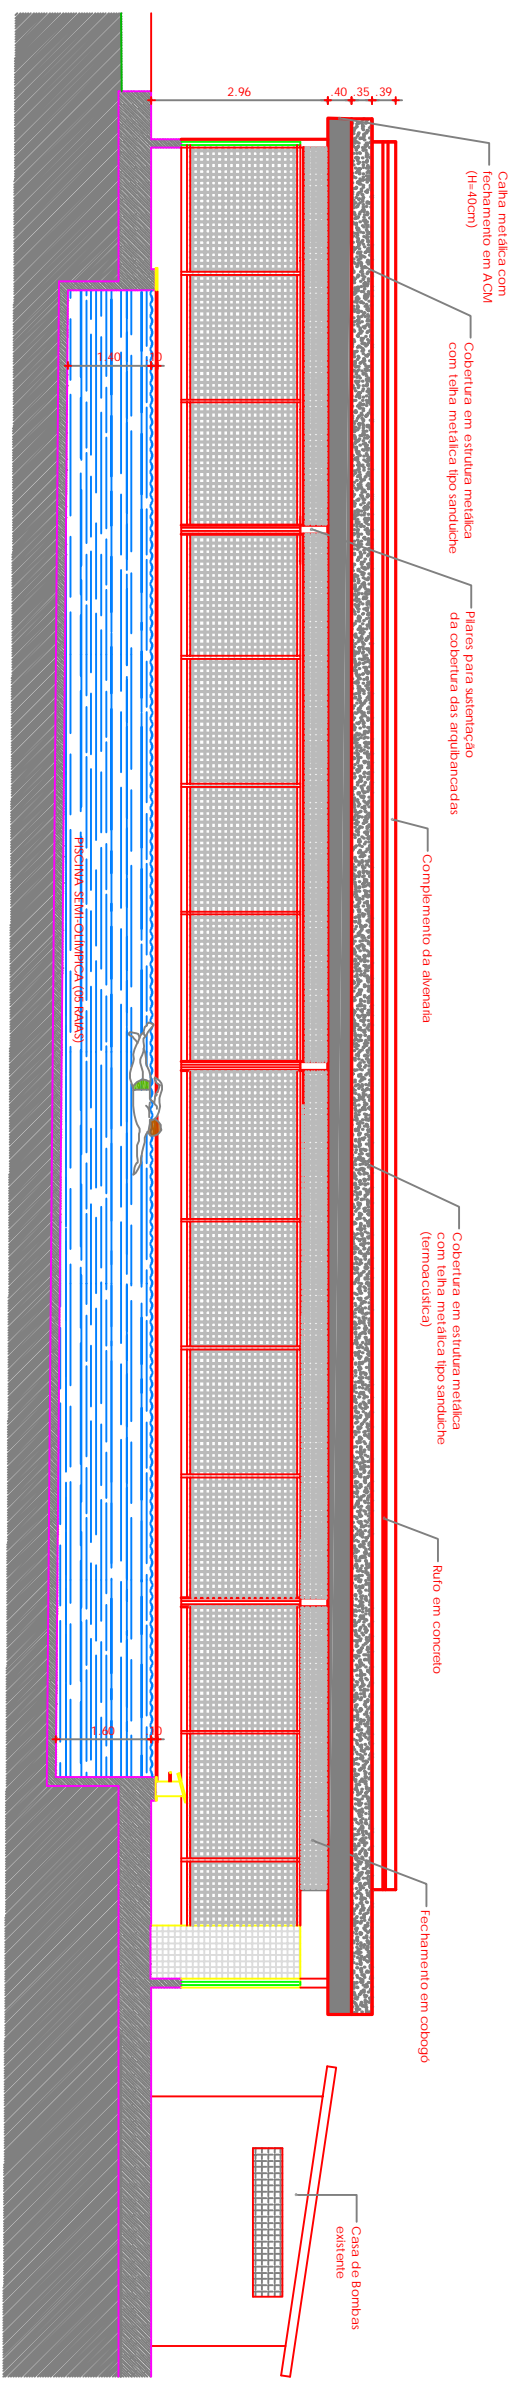 Calha metálica com
fechamento em ACM
(H=40cm)
Cobertura em estrutura metálica
com telha metálica tipo sanduiche
Pilares para sustentação
da cobertura das arquibancadas
Complemento da alvenaria
Cobertura em estrutura metálica
com telha metálica tipo sanduiche
(termoacústica)
Rufo em concreto
Fechamento em cobogó
Casa de Bombas
existente
2.96
.40
.35
.39
1.40
PISCINA SEMI-OLÍMPICA (05 RAIAS)
1.60